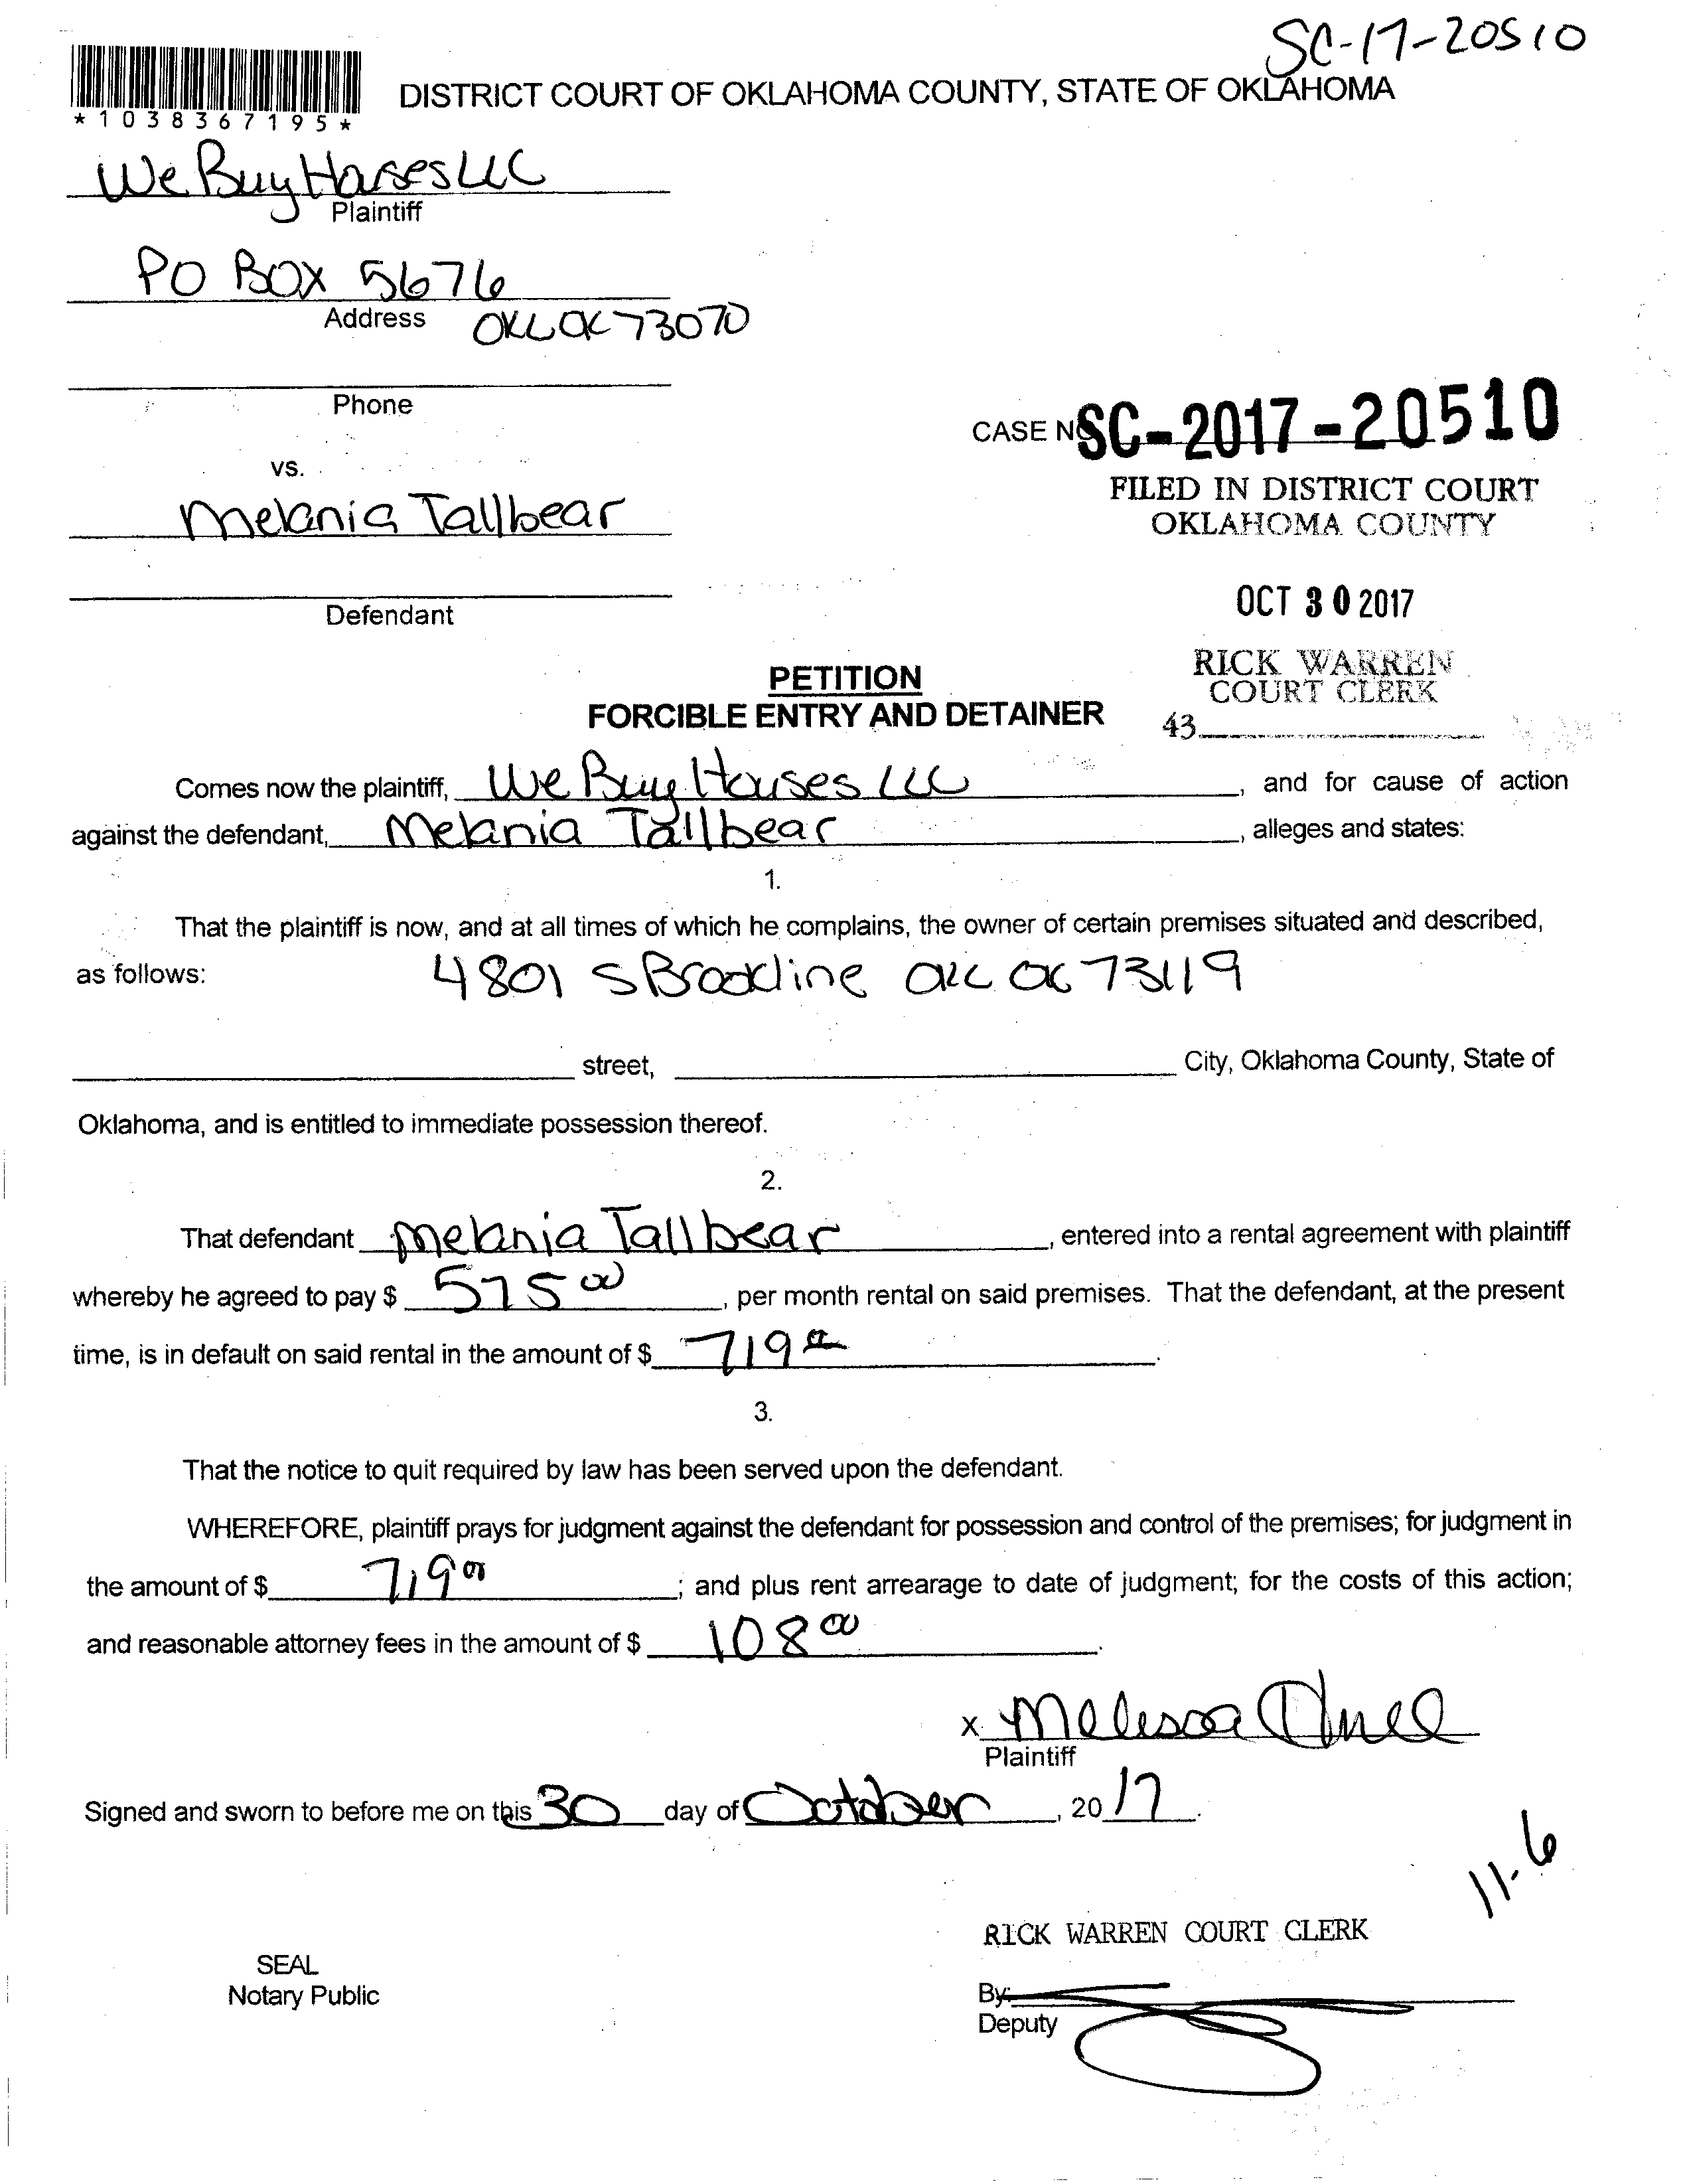 SC-17-20510
*1038367195*
DISTRICT COURT OF OKLAHOMA COUNTY, STATE OF OKLAHOMA
We Buy Houses LLC
Plaintiff
PO BOX 5676
Address OKC OK 73070
Phone
CASE NO SC-2017-20510
vs.
FILED IN DISTRICT COURT
OKLAHOMA COUNTY
Melania Tallbear
OCT 30 2017
Defendant
RICK WARREN
COURT CLERK
43
PETITION
FORCIBLE ENTRY AND DETAINER
Comes now the plaintiff, We Buy Houses LLC, and for cause of action
against the defendant, Melania Tallbear, alleges and states:
1.
That the plaintiff is now, and at all times of which he complains, the owner of certain premises situated and described,
as follows: 4801 S Brookline OKC OK 73119
street, City, Oklahoma County, State of
Oklahoma, and is entitled to immediate possession thereof.
2.
That defendant Melania Tallbear, entered into a rental agreement with plaintiff
whereby he agreed to pay $ 575 00, per month rental on said premises. That the defendant, at the present
time, is in default on said rental in the amount of $ 719 00.
3.
That the notice to quit required by law has been served upon the defendant.
WHEREFORE, plaintiff prays for judgment against the defendant for possession and control of the premises; for judgment in
the amount of $ 719 00; and plus rent arrearage to date of judgment; for the costs of this action;
and reasonable attorney fees in the amount of $ 108 00.
x Melissa
Plaintiff
Signed and sworn to before me on this 30 day of October, 20 17.
11-6
RICK WARREN COURT CLERK
SEAL
Notary Public
By:
Deputy